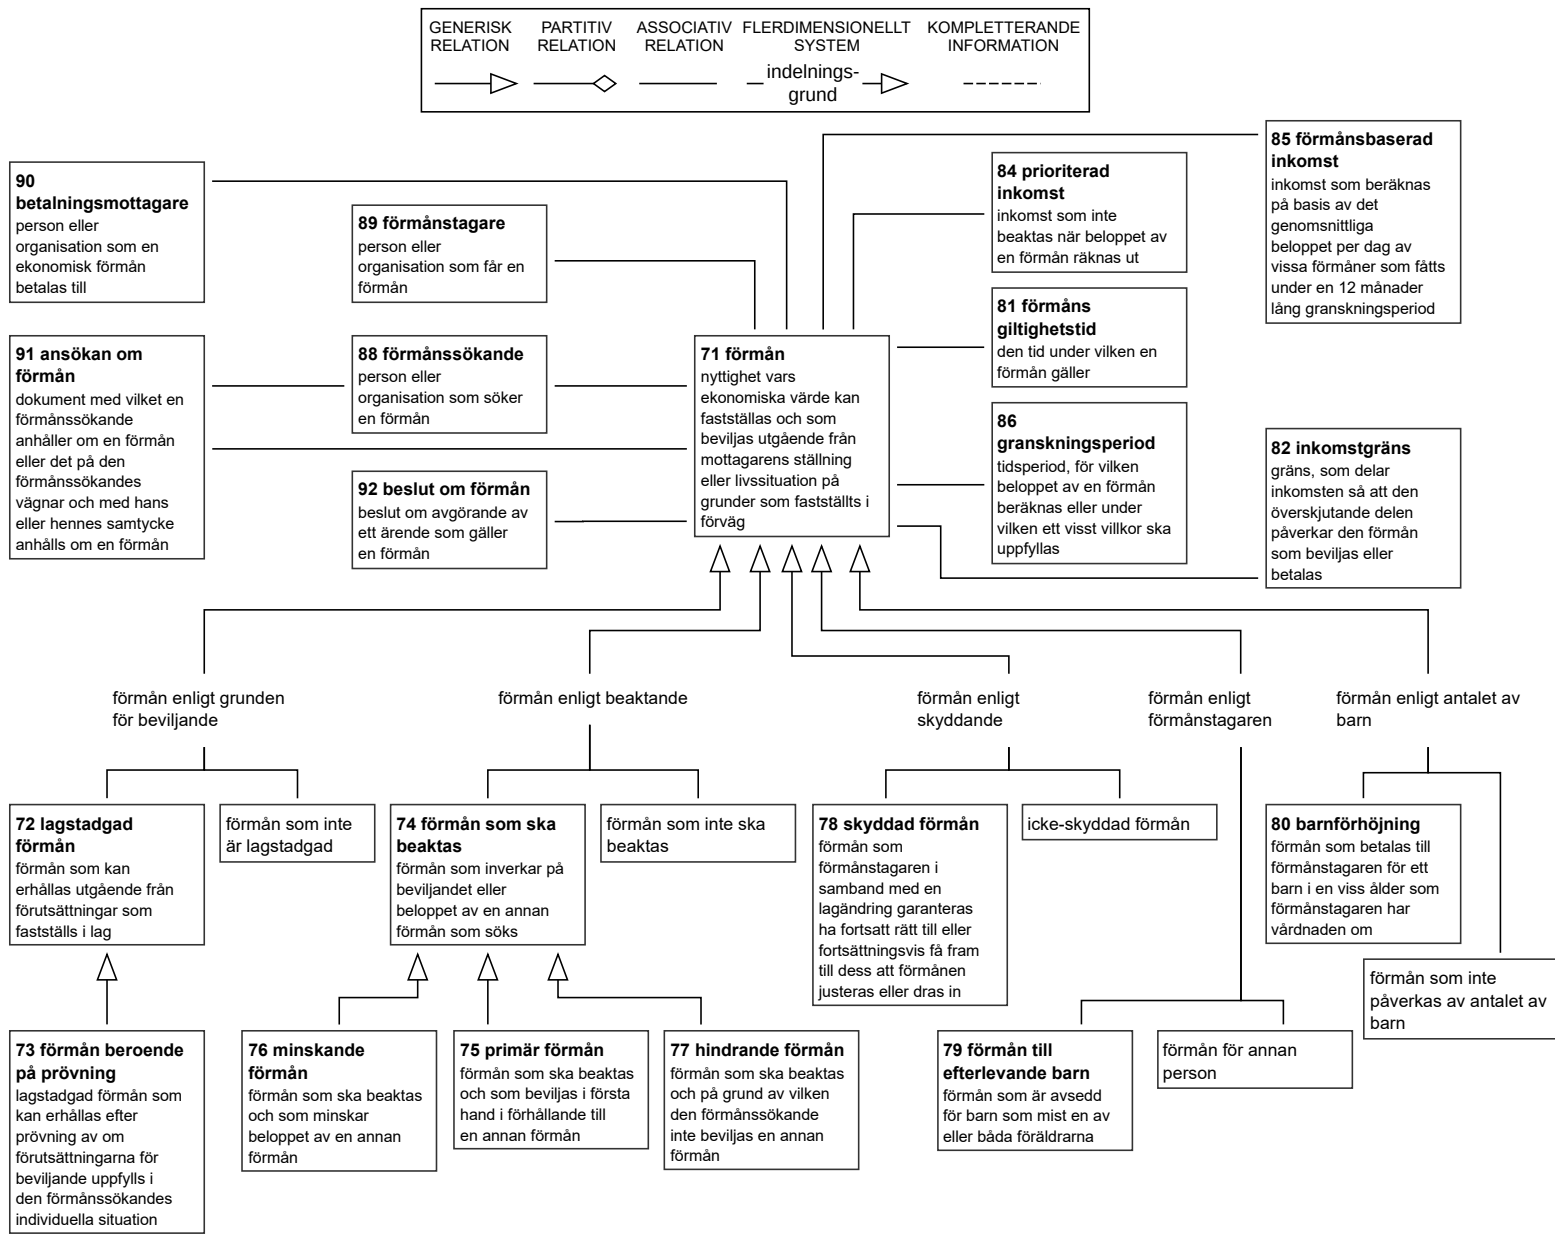 GENERISK
RELATION
PARTITIV
RELATION
ASSOCIATIV
RELATION
FLERDIMENSIONELLT
SYSTEM
indelnings-
grund
KOMPLETTERANDE
INFORMATION
90
betalningsmottagare
person eller
organisation som en
ekonomisk förmån
betalas till
89 förmånstagare
person eller
organisation som får en
förmån
84 prioriterad
inkomst
inkomst som inte
beaktas när beloppet av
en förmån räknas ut
85 förmånsbaserad
inkomst
inkomst som beräknas
på basis av det
genomsnittliga
beloppet per dag av
vissa förmåner som fåtts
under en 12 månader
lång granskningsperiod
91 ansökan om
förmån
dokument med vilket en
förmånssökande
anhåller om en förmån
eller det på den
förmånssökandes
vägnar och med hans
eller hennes samtycke
anhålls om en förmån
88 förmånssökande
person eller
organisation som söker
en förmån
92 beslut om förmån
beslut om avgörande av
ett ärende som gäller
en förmån
71 förmån
nyttighet vars
ekonomiska värde kan
fastställas och som
beviljas utgående från
mottagarens ställning
eller livssituation på
grunder som fastställts i
förväg
81 förmåns
giltighetstid
den tid under vilken en
förmån gäller
86
granskningsperiod
tidsperiod, för vilken
beloppet av en förmån
beräknas eller under
vilken ett visst villkor ska
uppfyllas
82 inkomstgräns
gräns, som delar
inkomsten så att den
överskjutande delen
påverkar den förmån
som beviljas eller
betalas
förmån enligt grunden
för beviljande
förmån enligt beaktande
förmån enligt
skyddande
förmån enligt
förmånstagaren
förmån enligt antalet av
barn
72 lagstadgad
förmån
förmån som kan
erhållas utgående från
förutsättningar som
fastställs i lag
förmån som inte
är lagstadgad
74 förmån som ska
beaktas
förmån som inverkar på
beviljandet eller
beloppet av en annan
förmån som söks
förmån som inte ska
beaktas
78 skyddad förmån
förmån som
förmånstagaren i
samband med en
lagändring garanteras
ha fortsatt rätt till eller
fortsättningsvis få fram
till dess att förmånen
justeras eller dras in
icke-skyddad förmån
80 barnförhöjning
förmån som betalas till
förmånstagaren för ett
barn i en viss ålder som
förmånstagaren har
vårdnaden om
förmån som inte
påverkas av antalet av
barn
73 förmån beroende
på prövning
lagstadgad förmån som
kan erhållas efter
prövning av om
förutsättningarna för
beviljande uppfylls i
den förmånssökandes
individuella situation
76 minskande
förmån
förmån som ska beaktas
och som minskar
beloppet av en annan
förmån
75 primär förmån
förmån som ska beaktas
och som beviljas i första
hand i förhållande till
en annan förmån
77 hindrande förmån
förmån som ska beaktas
och på grund av vilken
den förmånssökande
inte beviljas en annan
förmån
79 förmån till
efterlevande barn
förmån som är avsedd
för barn som mist en av
eller båda föräldrarna
förmån för annan
person